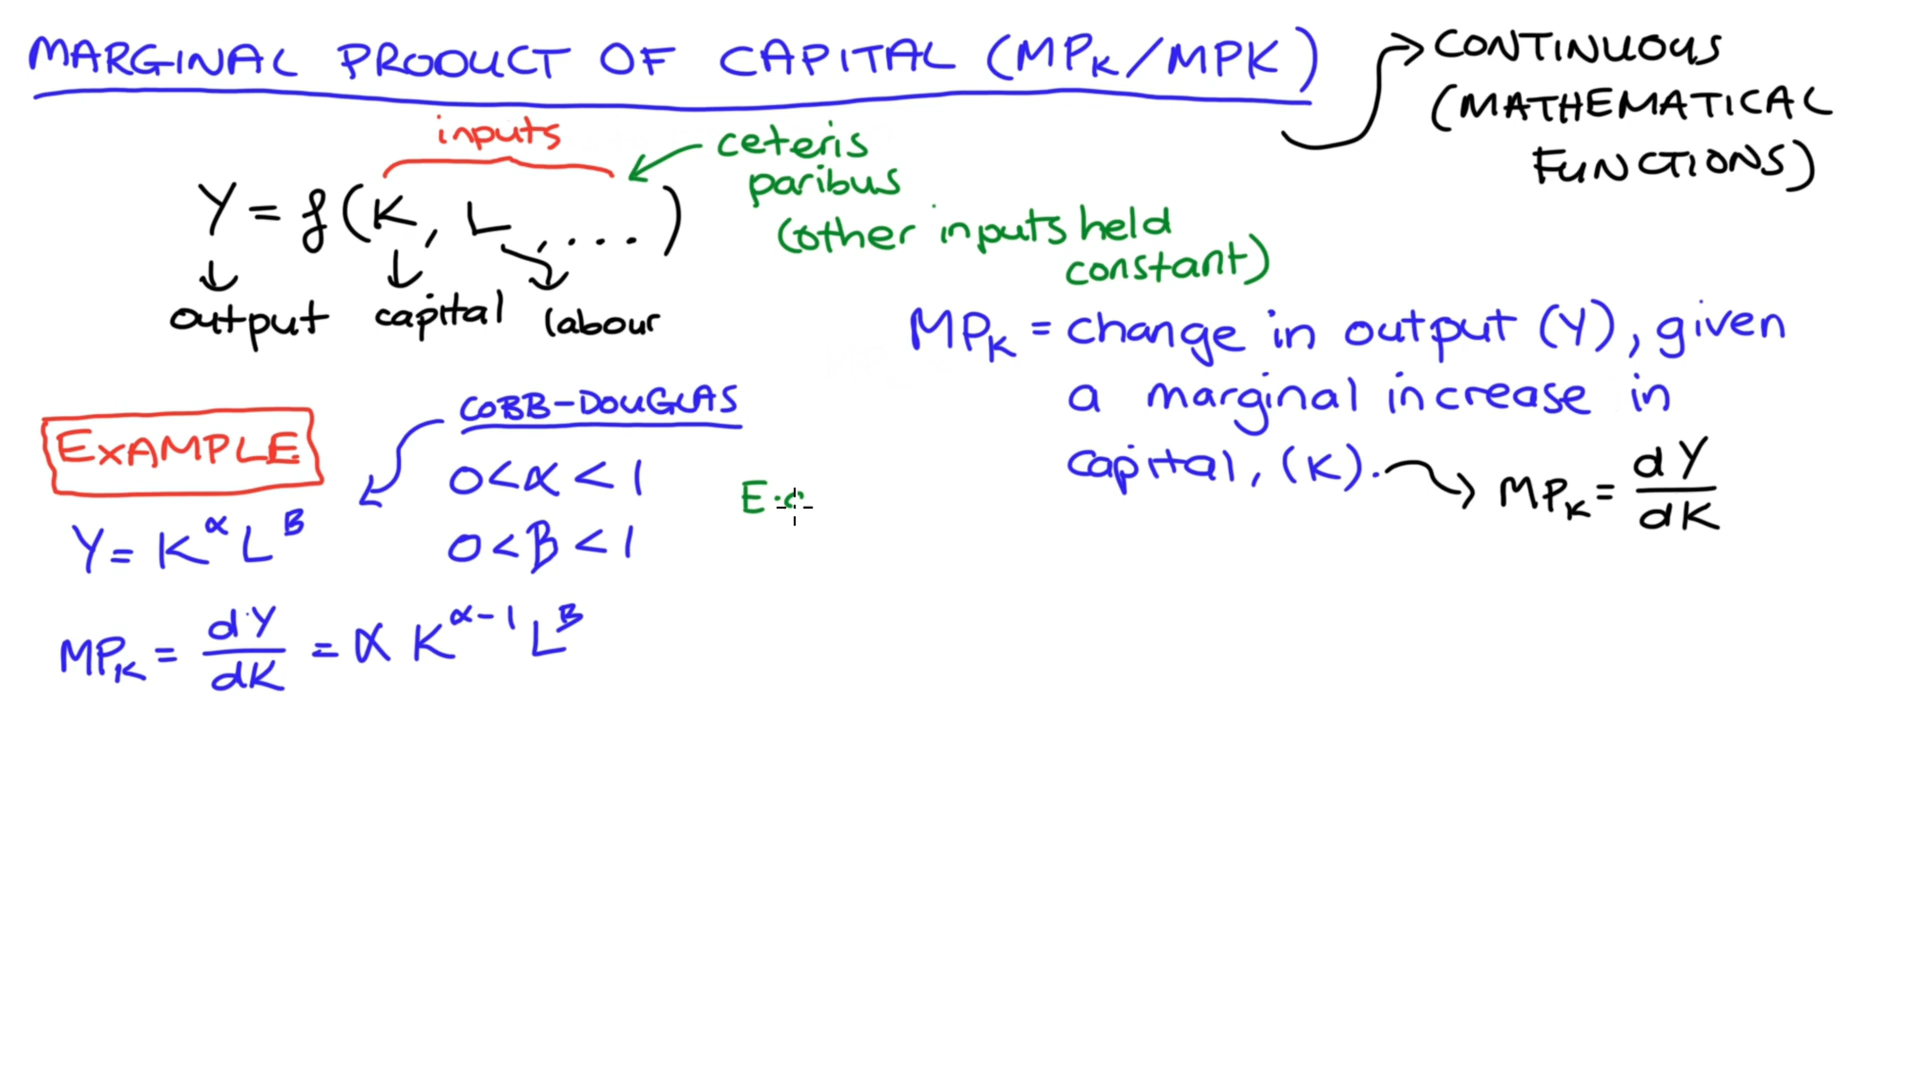 MARGINAL PRODUCT OF CAPITAL (MPK/MPK)
CONTINUOUS
(MATHEMATICAL
FUNCTIONS)
inputs
ceteris
paribus
(other inputs held
constant)
Y = f(K, L, ....)
output capital labour
MPK = change in output (Y), given
a marginal increase in
capital, (K).
MPK = dY/dK
EXAMPLE
COBB-DOUGLAS
0<α<1
0<B<1
Y = K^α L^B
E.
MPK = dY/dK = α K^α-1 L^B